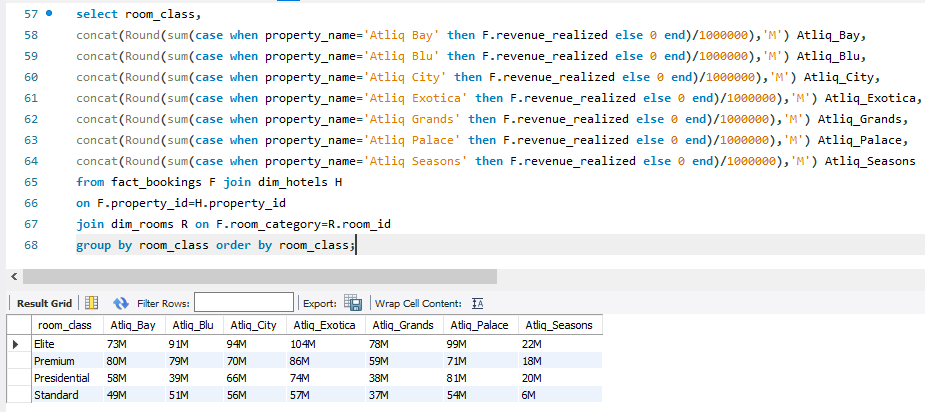 57 select room_class,
58 concat(Round(sum(case when property_name='Atliq Bay' then F.revenue_realized else 0 end)/1000000),'M') Atliq_Bay,
59 concat(Round(sum(case when property_name='Atliq Blu' then F.revenue_realized else 0 end)/1000000),'M') Atliq_Blu,
60 concat(Round(sum(case when property_name='Atliq City' then F.revenue_realized else 0 end)/1000000),'M') Atliq_City,
61 concat(Round(sum(case when property_name='Atliq Exotica' then F.revenue_realized else 0 end)/1000000),'M') Atliq_Exotica,
62 concat(Round(sum(case when property_name='Atliq Grands' then F.revenue_realized else 0 end)/1000000),'M') Atliq_Grands,
63 concat(Round(sum(case when property_name='Atliq Palace' then F.revenue_realized else 0 end)/1000000),'M') Atliq_Palace,
64 concat(Round(sum(case when property_name='Atliq Seasons' then F.revenue_realized else 0 end)/1000000),'M') Atliq_Seasons
65 from fact_bookings F join dim_hotels H
66 on F.property_id=H.property_id
67 join dim_rooms R on F.room_category=R.room_id
68 group by room_class order by room_class;
Result Grid Filter Rows: Export: Wrap Cell Content:
room_class Atliq_Bay Atliq_Blu Atliq_City Atliq_Exotica Atliq_Grands Atliq_Palace Atliq_Seasons
Elite 73M 91M 94M 104M 78M 99M 22M
Premium 80M 79M 70M 86M 59M 71M 18M
Presidential 58M 39M 66M 74M 38M 81M 20M
Standard 49M 51M 56M 57M 37M 54M 6M